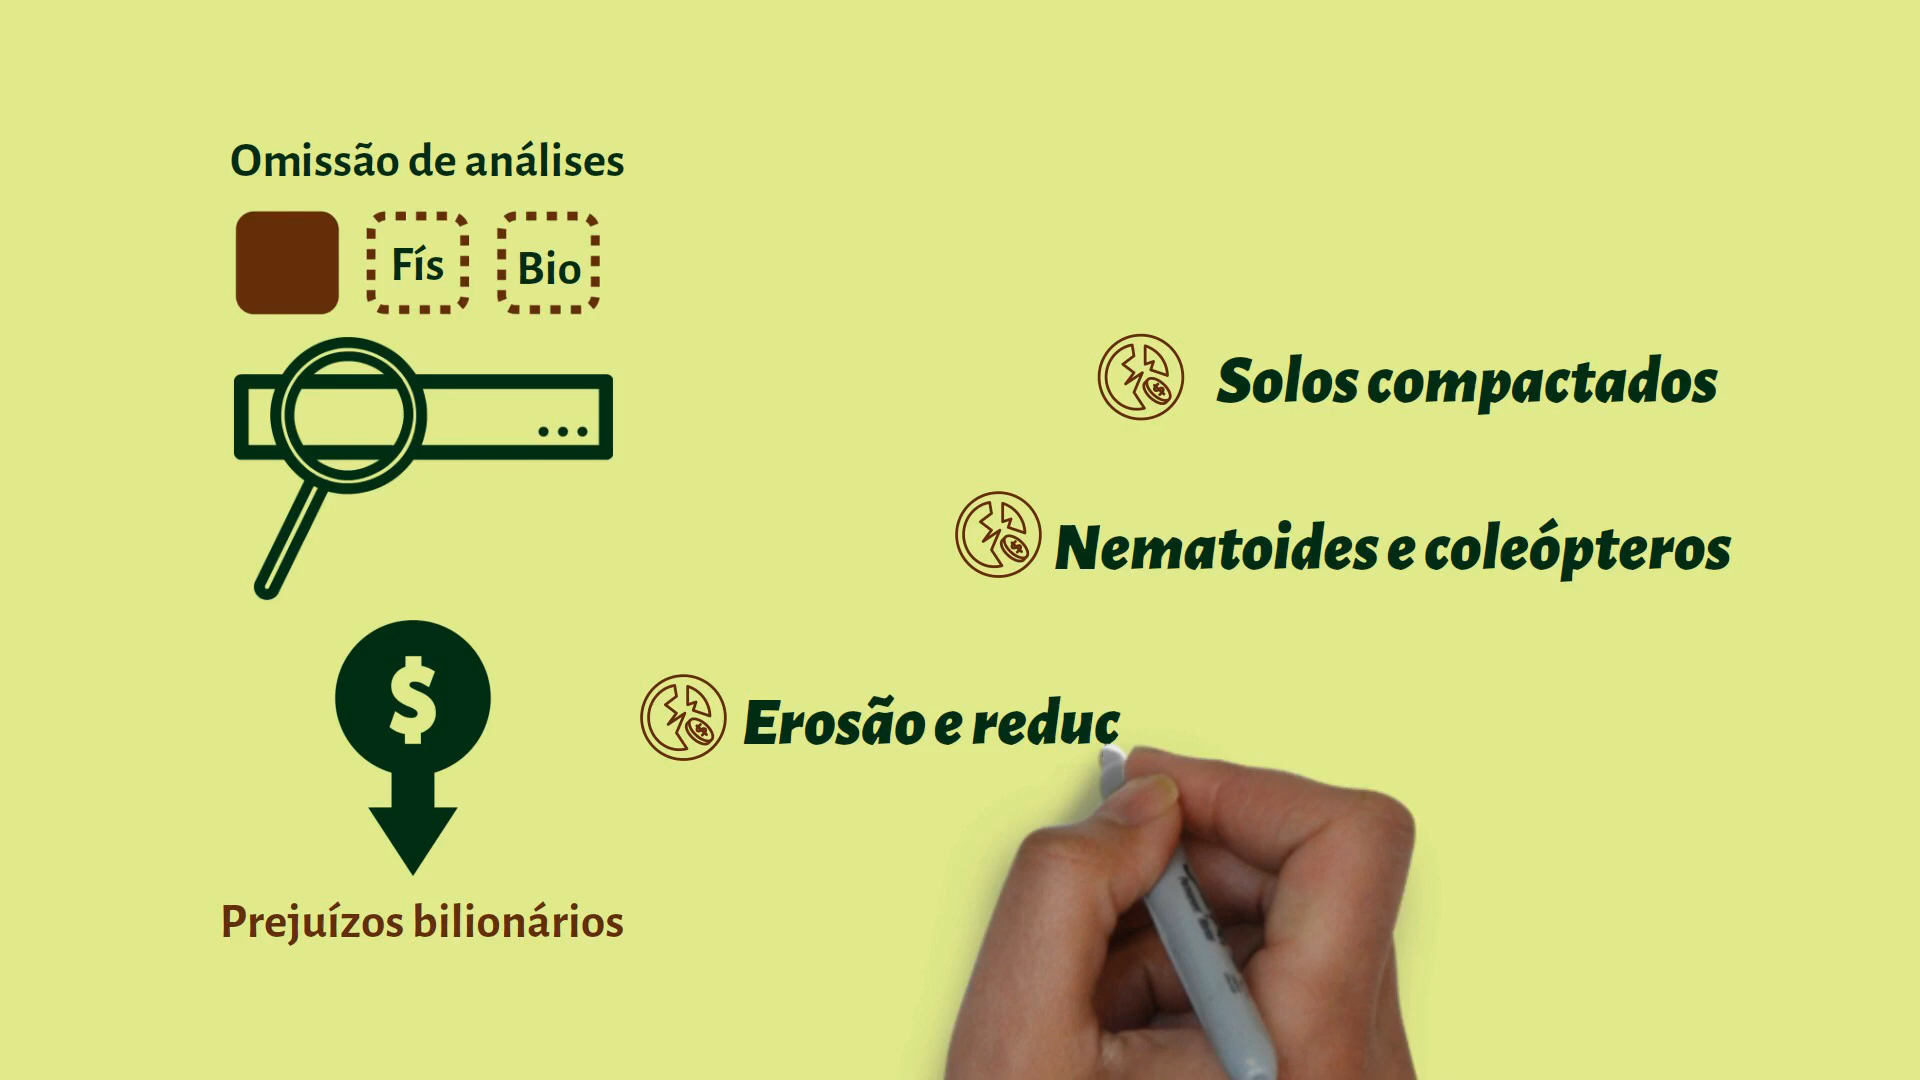 Omissão de análises
Fís
Bio
Solos compactados
Nematoides e coleópteros
$
Erosão e reduc
Prejuízos bilionários